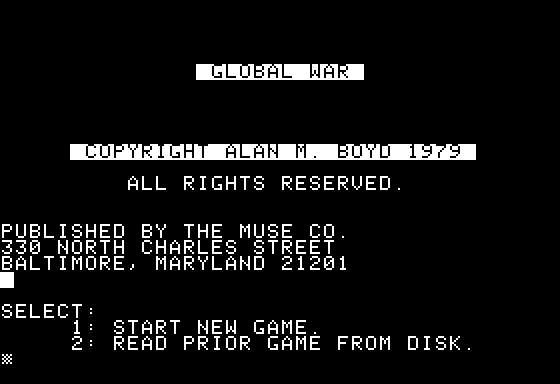 GLOBAL WAR
COPYRIGHT ALAN M. BOYD 1979
ALL RIGHTS RESERVED.
PUBLISHED BY THE MUSE CO.
330 NORTH CHARLES STREET
BALTIMORE, MARYLAND 21201
SELECT:
1: START NEW GAME.
2: READ PRIOR GAME FROM DISK.